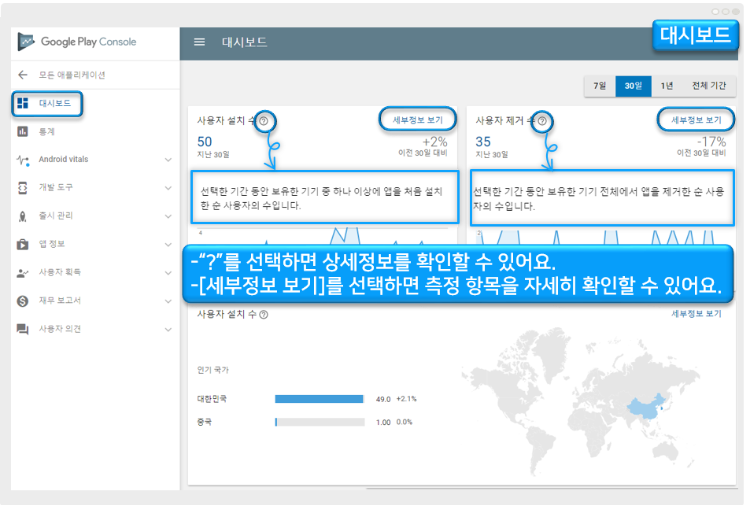 Google Play Console
대시보드
대시보드
모든 애플리케이션
7일 30일 1년 전체 기간
대시보드
통계
Android vitals
개발 도구
출시 관리
앱 정보
사용자 획득
재무 보고서
사용자 의견
사용자 설치 수 ?
세부정보 보기
50
+2%
지난 30일
이전 30일 대비
선택한 기간 동안 보유한 기기 중 하나 이상에 앱을 처음 설치
한 순 사용자의 수입니다.
4
사용자 제거 수 ?
세부정보 보기
35
-17%
지난 30일
이전 30일 대비
선택한 기간 동안 보유한 기기 전체에서 앱을 제거한 순 사용
자의 수입니다.
2
-“?”를 선택하면 상세정보를 확인할 수 있어요.
-[세부정보 보기]를 선택하면 측정 항목을 자세히 확인할 수 있어요.
사용자 설치 수 ?
세부정보 보기
인기 국가
대한민국 49.0 +2.1%
중국 1.00 0.0%